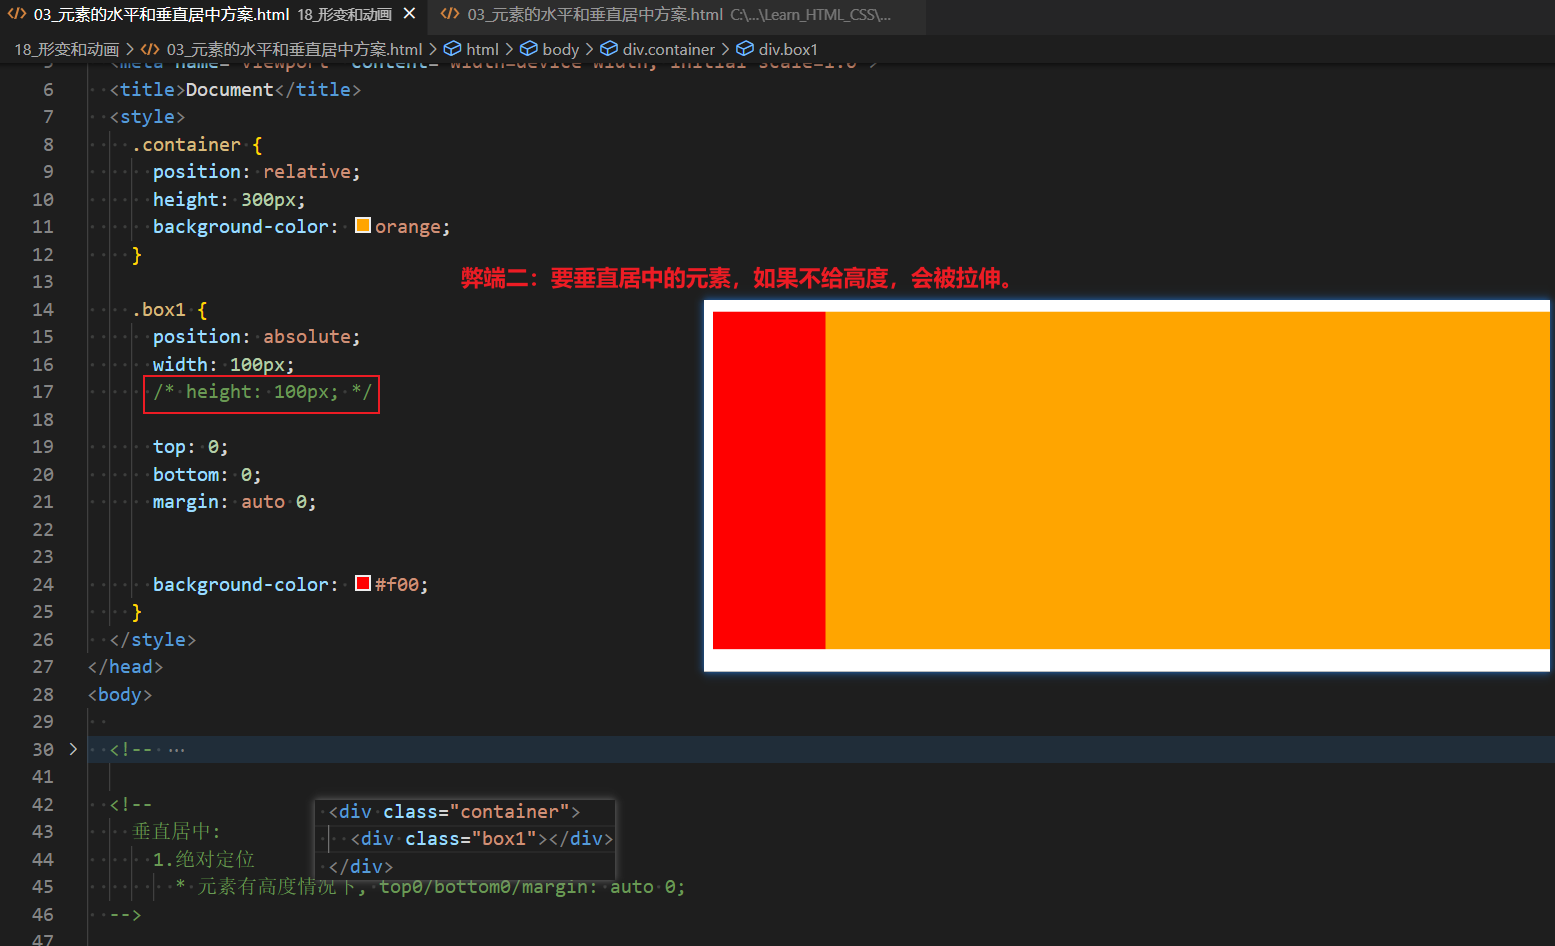 03_元素的水平和垂直居中方案.html 18_形变和动画 × 03_元素的水平和垂直居中方案.html C:\...\Learn_HTML_CSS\...
18_形变和动画 > 03_元素的水平和垂直居中方案.html > html > body > div.container > div.box1
5 <meta name="viewport" content="width=device-width, initial-scale=1.0">
6 <title>Document</title>
7 <style>
8 .container {
9 position: relative;
10 height: 300px;
11 background-color: orange;
12 }
13
弊端二：要垂直居中的元素，如果不给高度，会被拉伸。
14 .box1 {
15 position: absolute;
16 width: 100px;
17 /* height: 100px; */
18
19 top: 0;
20 bottom: 0;
21 margin: auto 0;
22
23
24 background-color: #f00;
25 }
26 </style>
27 </head>
28 <body>
29
30 <!-- ...
41
42 <!--
<div class="container">
43 垂直居中:
<div class="box1"></div>
44 1.绝对定位
</div>
45 * 元素有高度情况下, top0/bottom0/margin: auto 0;
46 -->
47